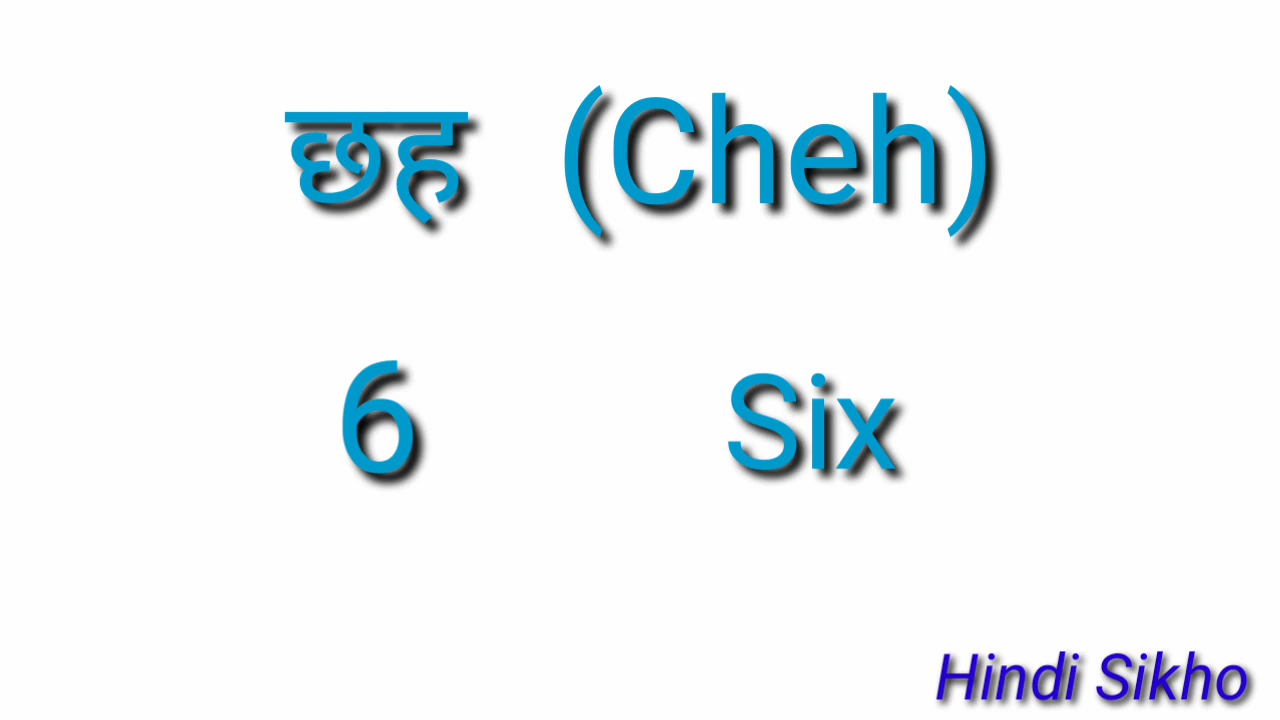 छह (Cheh)
6 Six
Hindi Sikho